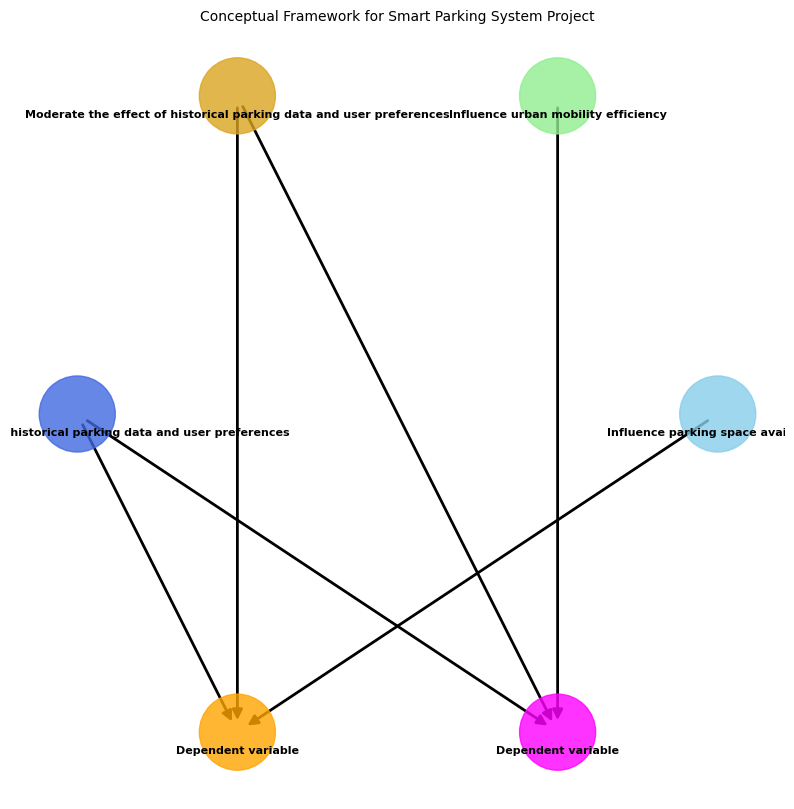 Conceptual Framework for Smart Parking System Project
Moderate the effect of historical parking data and user preferences
Influence urban mobility efficiency
historical parking data and user preferences
Influence parking space avai
Dependent variable
Dependent variable